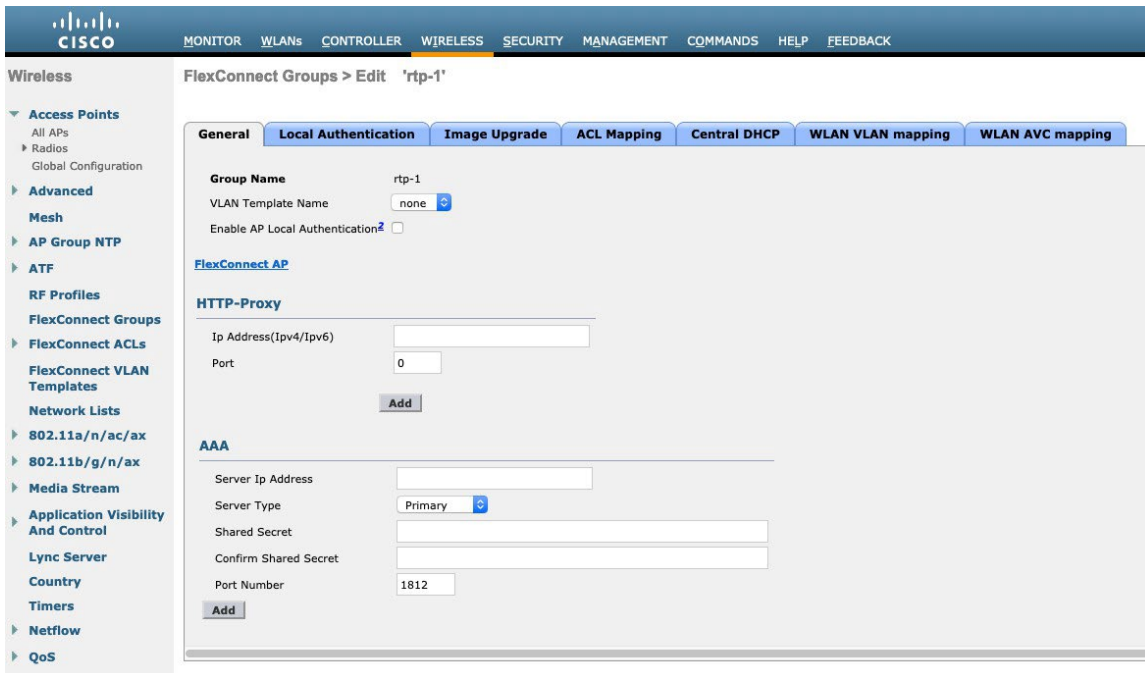 CISCO
MONITOR WLANs CONTROLLER WIRELESS SECURITY MANAGEMENT COMMANDS HELP FEEDBACK
Wireless
Access Points
All APs
Radios
Global Configuration
Advanced
Mesh
AP Group NTP
ATF
RF Profiles
FlexConnect Groups
FlexConnect ACLs
FlexConnect VLAN
Templates
Network Lists
802.11a/n/ac/ax
802.11b/g/n/ax
Media Stream
Application Visibility
And Control
Lync Server
Country
Timers
Netflow
QoS
FlexConnect Groups > Edit 'rtp-1'
General Local Authentication Image Upgrade ACL Mapping Central DHCP WLAN VLAN mapping WLAN AVC mapping
Group Name rtp-1
VLAN Template Name none
Enable AP Local Authentication2
FlexConnect AP
HTTP-Proxy
Ip Address(Ipv4/Ipv6)
Port 0
Add
AAA
Server Ip Address
Server Type Primary
Shared Secret
Confirm Shared Secret
Port Number 1812
Add